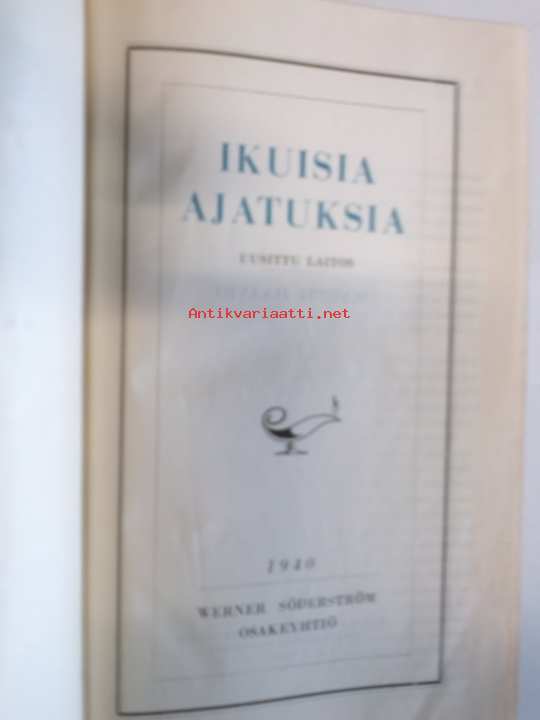 IKUISIA
AJATUKSIA
UUSITTU LAITOS
Antikvariaatti.net
1940
WERNER SÖDERSTRÖM
OSAKEYHTIÖ